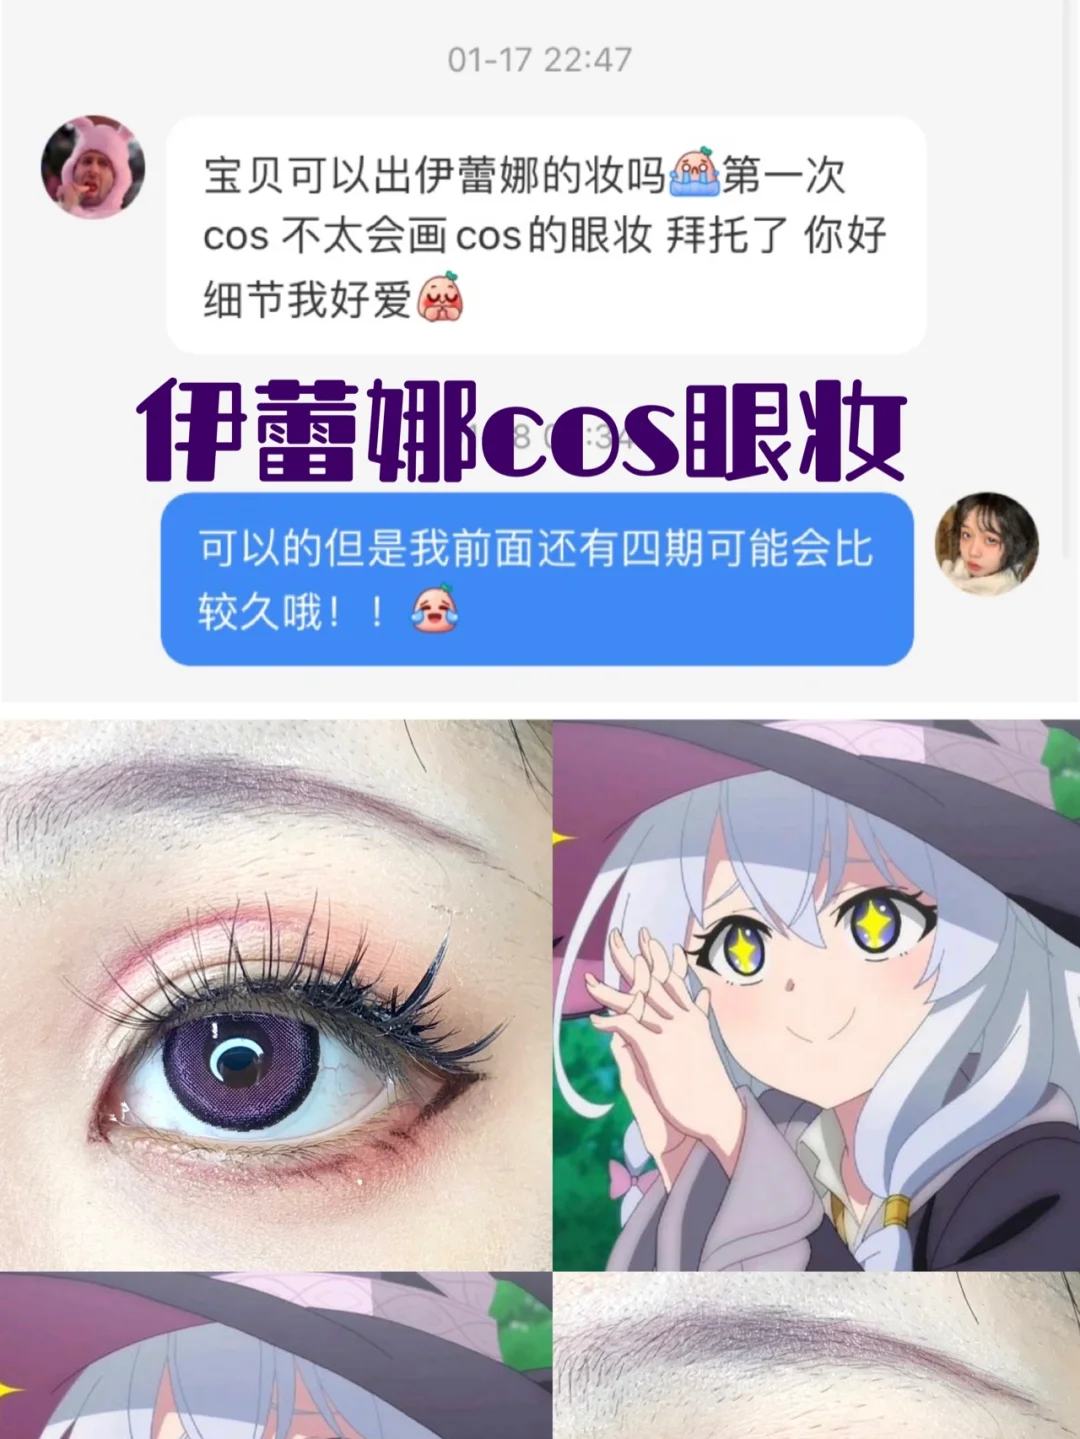 01-17 22:47
宝贝可以出伊蕾娜的妆吗第一次
cos 不太会画cos的眼妆 拜托了 你好
细节我好爱
伊蕾娜cos眼妆
可以的但是我前面还有四期可能会比
较久哦！！